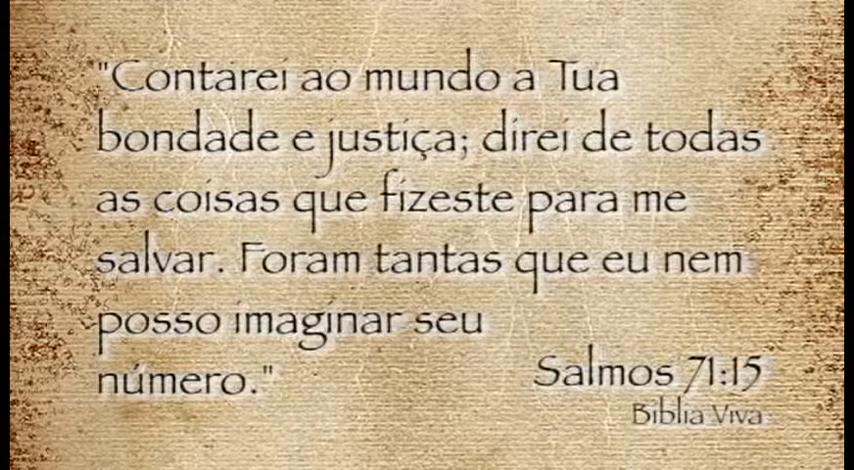 "Contarei ao mundo a Tua
bondade e justiça; direi de todas
as coisas que fizeste para me
salvar. Foram tantas que eu nem
posso imaginar seu
número."
Salmos 71:15
Biblia Viva